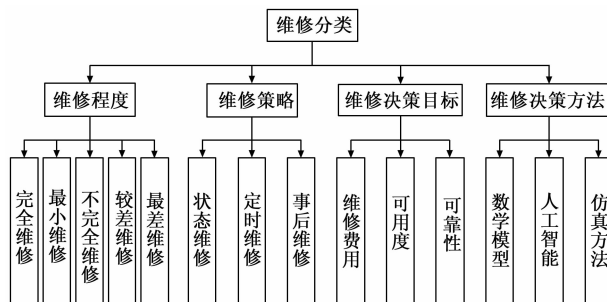 维修分类
维修程度
维修策略
维修决策目标
维修决策方法
完全维修
最小维修
不完全维修
较差维修
最差维修
状态维修
定时维修
事后维修
维修费用
可用度
可靠性
数学模型
人工智能
仿真方法